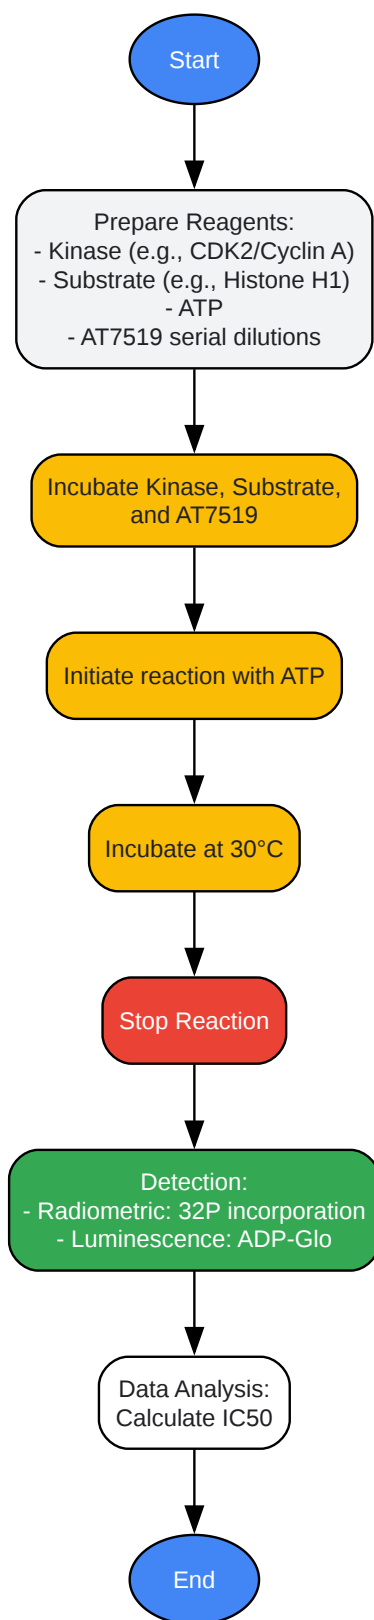 Start
Prepare Reagents:
- Kinase (e.g., CDK2/Cyclin A)
- Substrate (e.g., Histone H1)
- ATP
- AT7519 serial dilutions
Incubate Kinase, Substrate,
and AT7519
Initiate reaction with ATP
Incubate at 30°C
Stop Reaction
Detection:
- Radiometric: 32P incorporation
- Luminescence: ADP-Glo
Data Analysis:
Calculate IC50
End